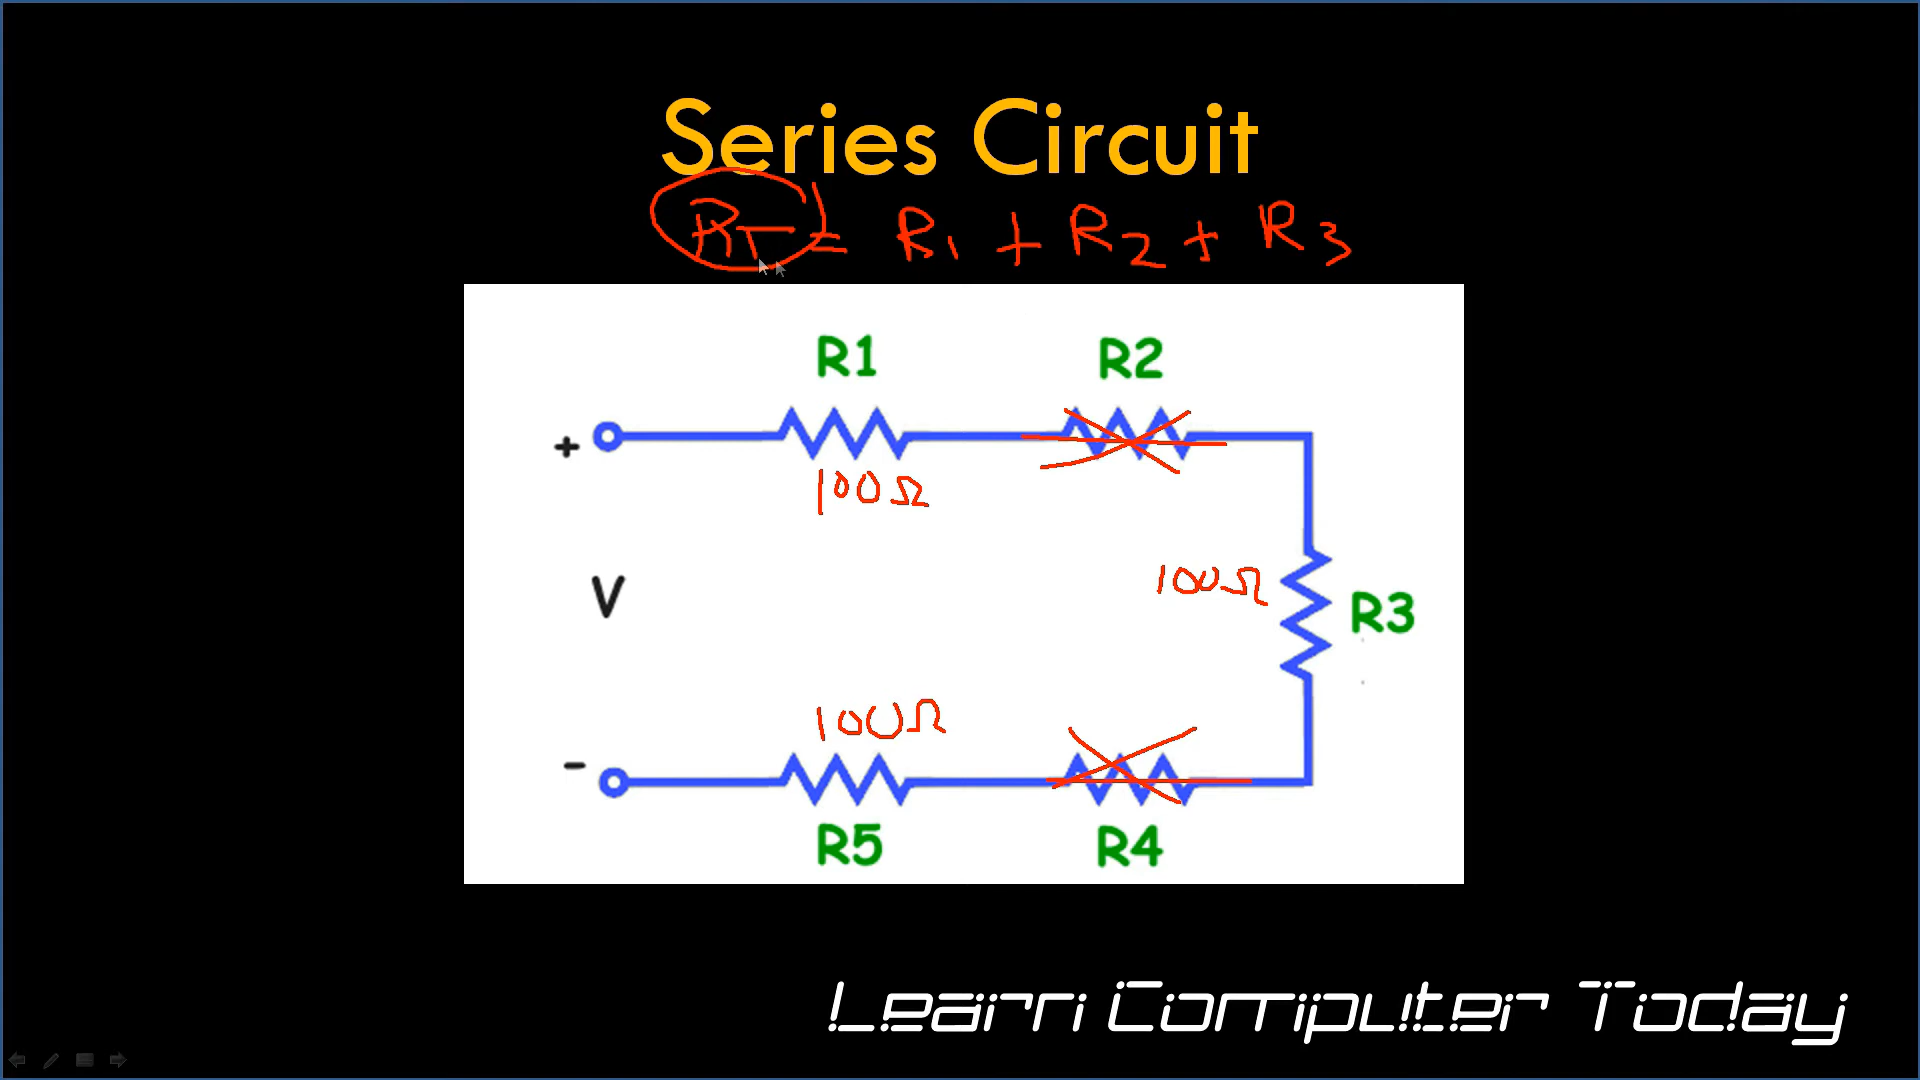 Series Circuit
RT = R1 + R2 + R3
R1
R2
+
100Ω
V
100Ω
R3
100Ω
-
R5
R4
Learn Computer Today